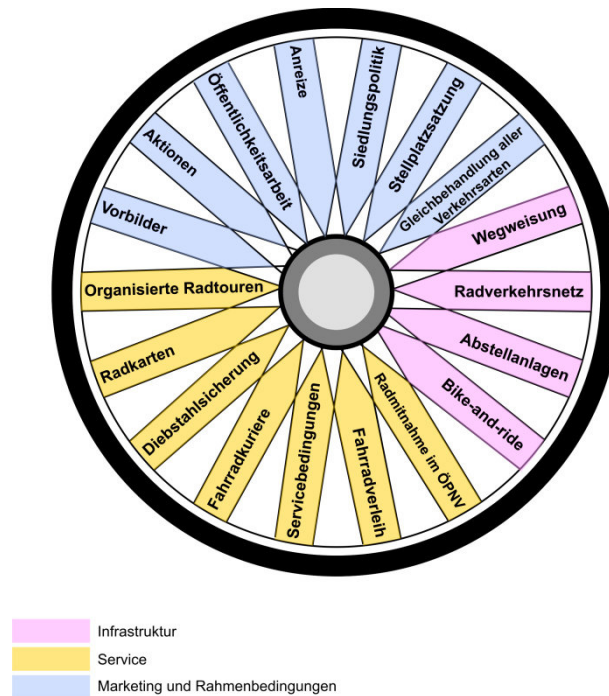 Anreize
Siedlungspolitik
Stellplatzsatzung
Gleichbehandlung aller
Verkehrsarten
Wegweisung
Radverkehrsnetz
Abstellanlagen
Bike-and-ride
Radmitnahme im ÖPNV
Fahrradverleih
Servicebedingungen
Fahrradkuriere
Diebstahlsicherung
Radkarten
Organisierte Radtouren
Vorbilder
Aktionen
Öffentlichkeitsarbeit
Infrastruktur
Service
Marketing und Rahmenbedingungen